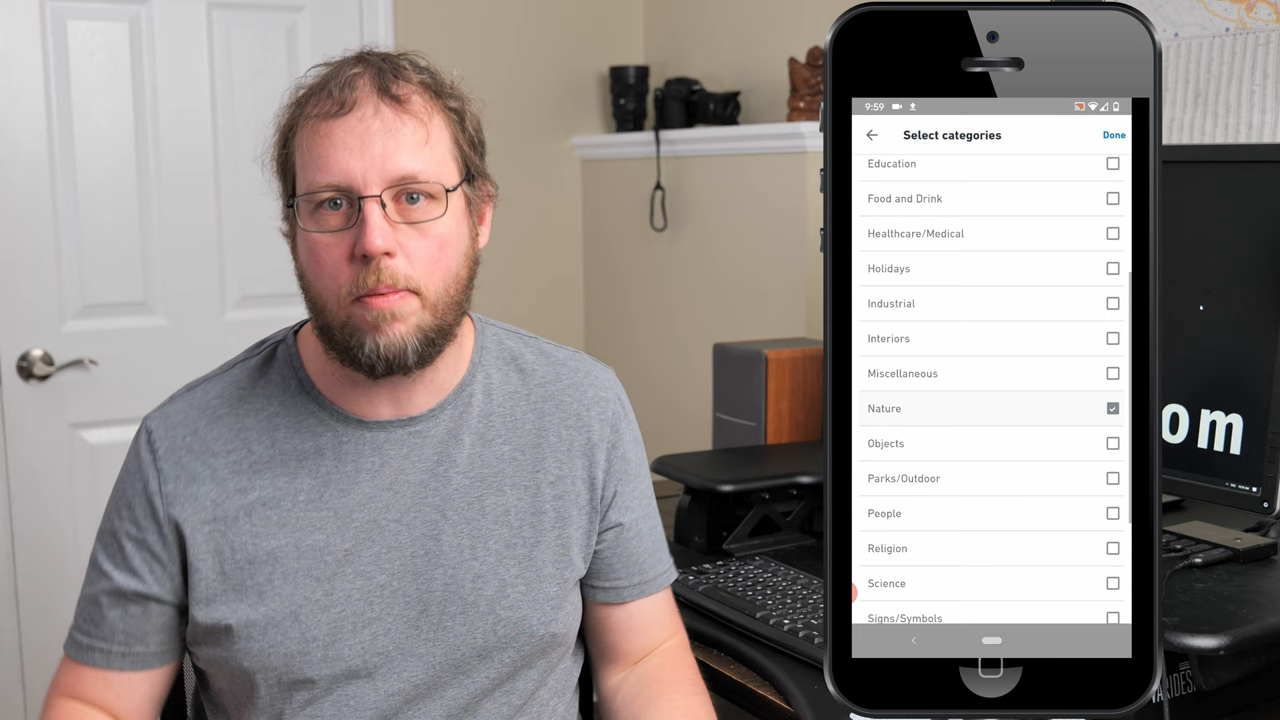 9:59
Select categories
Done
Education
Food and Drink
Healthcare/Medical
Holidays
Industrial
Interiors
Miscellaneous
Nature
Objects
Parks/Outdoor
People
Religion
Science
Signs/Symbols
om